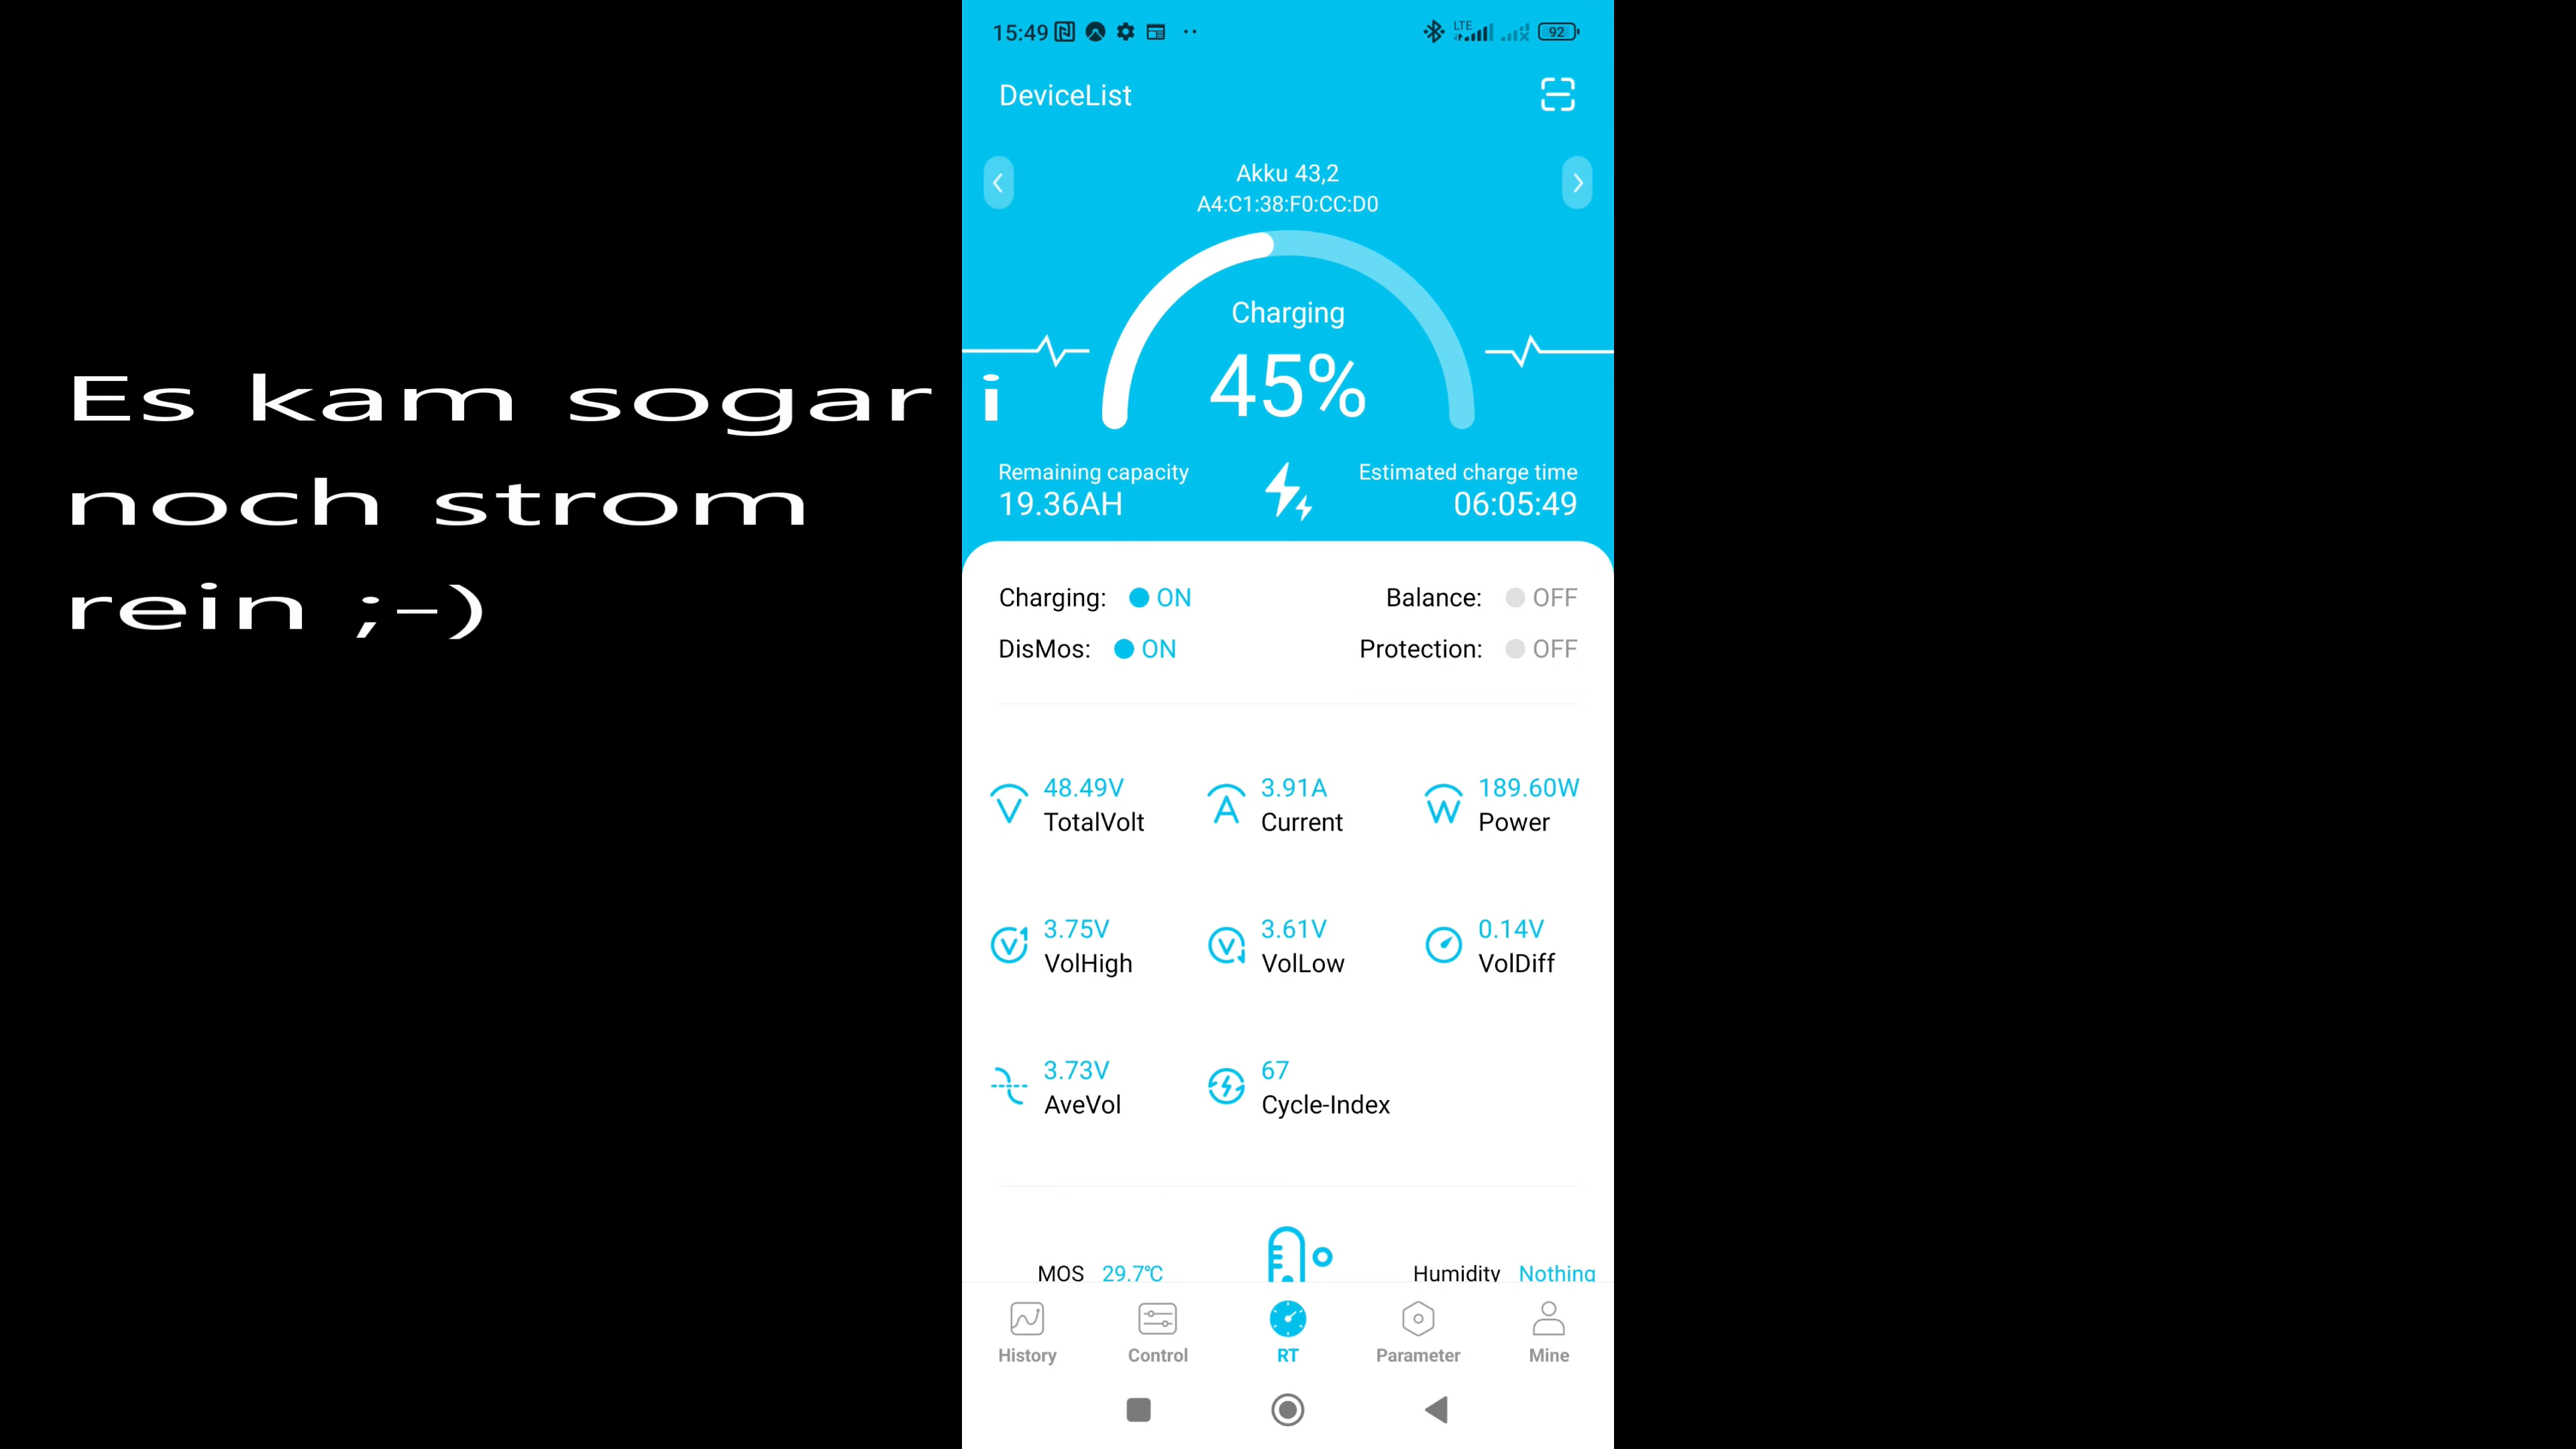 15:49 LTE 92
DeviceList
Akku 43,2
A4:C1:38:F0:CC:D0
Charging
45%
Es kam sogar i
noch strom
rein ;-)
Remaining capacity Estimated charge time
19.36AH 06:05:49
Charging: ON Balance: OFF
DisMos: ON Protection: OFF
48.49V 3.91A 189.60W
TotalVolt Current Power
3.75V 3.61V 0.14V
VolHigh VolLow VolDiff
3.73V 67
AveVol Cycle-Index
MOS 29.7℃ Humidity Nothing
History Control RT Parameter Mine